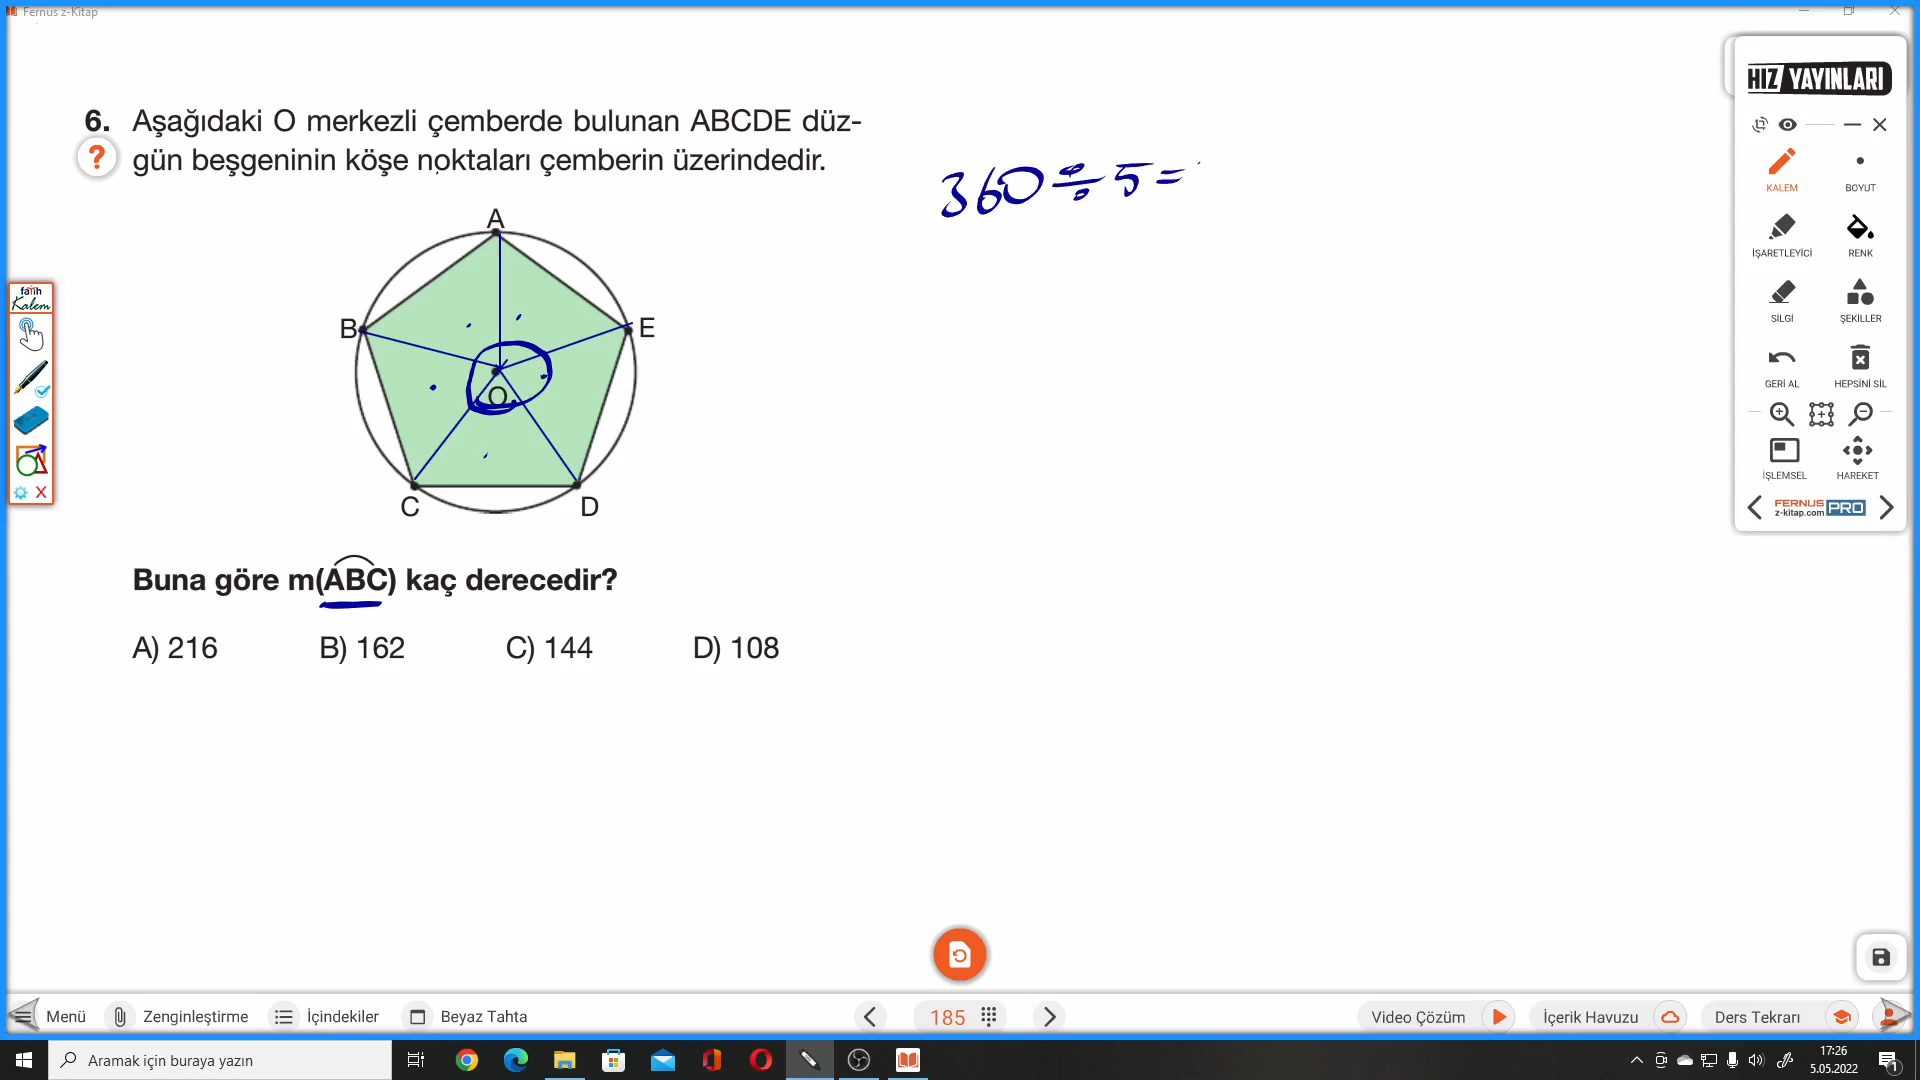 Fernus z-Kitap
6. Aşağıdaki O merkezli çemberde bulunan ABCDE düz-
? gün beşgeninin köşe noktaları çemberin üzerindedir.
360 ÷ 5 =
A
B
E
O
C
D
Buna göre m(ABC) kaç derecedir?
A) 216 B) 162 C) 144 D) 108
fatih
Kalem
HIZ YAYINLARI
KALEM BOYUT
İŞARETLEYİCİ RENK
SİLGİ ŞEKİLLER
GERİ AL HEPSİNİ SİL
İŞLEMSEL HAREKET
FERNUS PRO
z-kitap.com
Menü Zenginleştirme İçindekiler Beyaz Tahta 185 Video Çözüm İçerik Havuzu Ders Tekrarı
Aramak için buraya yazın
17:26
5.05.2022
1